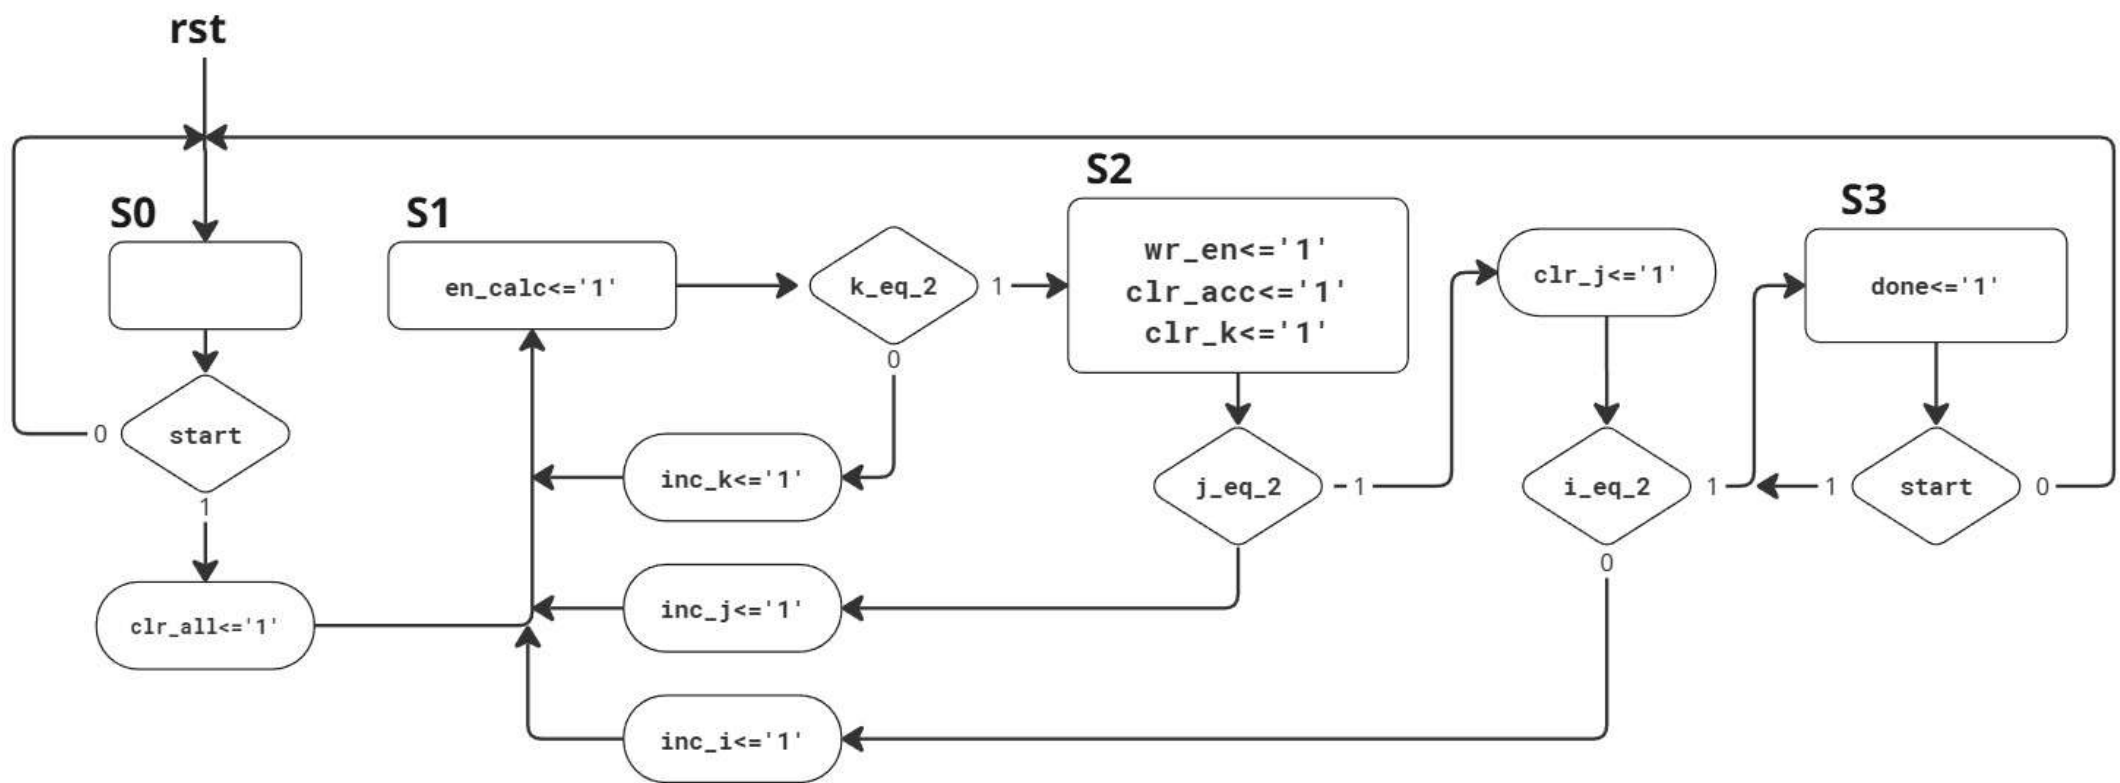 rst
S0
start
0
1
clr_all<='1'
S1
en_calc<='1'
k_eq_2
1
0
inc_k<='1'
inc_j<='1'
inc_i<='1'
S2
wr_en<='1'
clr_acc<='1'
clr_k<='1'
j_eq_2
1
clr_j<='1'
i_eq_2
1
0
S3
done<='1'
start
1
0